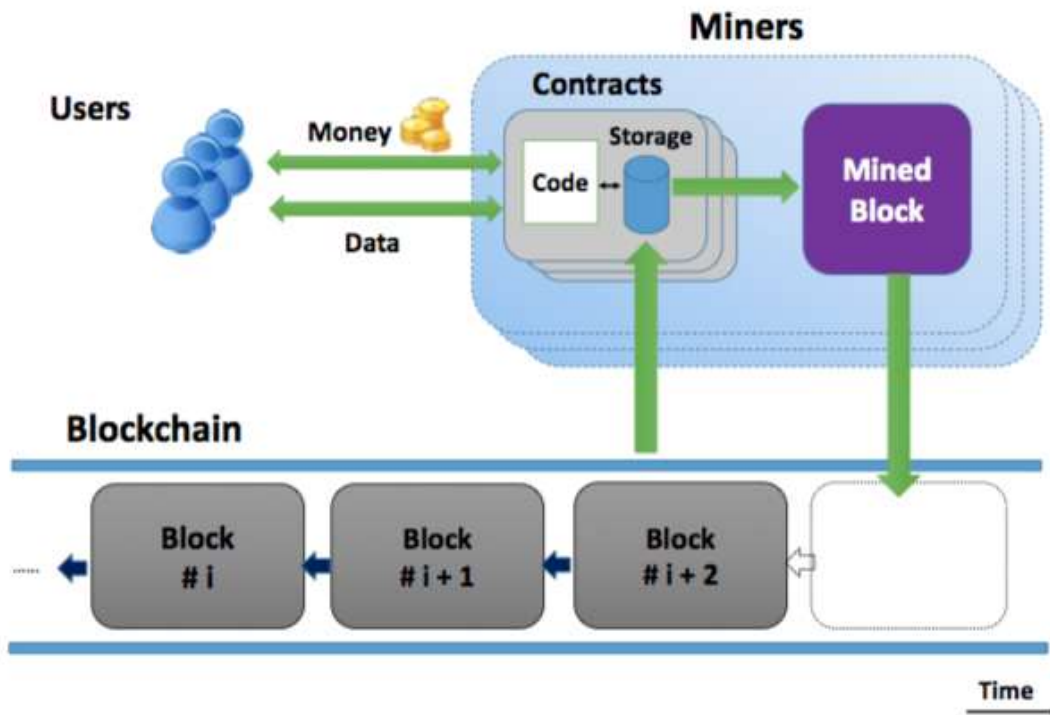 Miners
Contracts
Users
Money
Storage
Code
Mined
Block
Data
Blockchain
......
Block
# i
Block
# i + 1
Block
# i + 2
Time